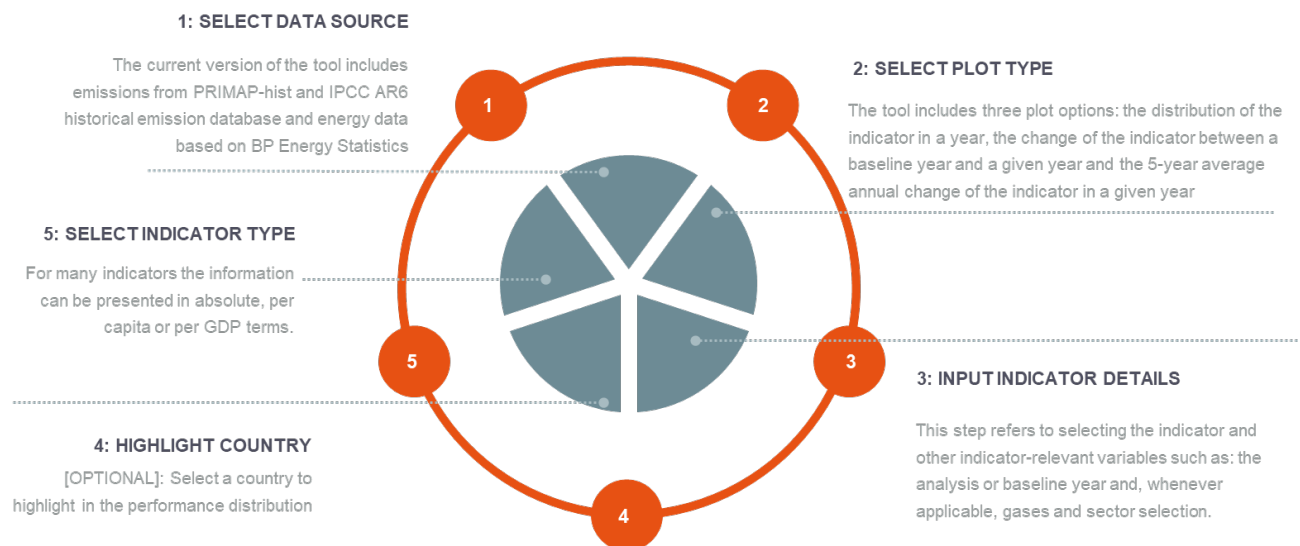 1: SELECT DATA SOURCE
The current version of the tool includes
emissions from PRIMAP-hist and IPCC AR6
historical emission database and energy data
based on BP Energy Statistics
1
2
2: SELECT PLOT TYPE
The tool includes three plot options: the distribution of the
indicator in a year, the change of the indicator between a
baseline year and a given year and the 5-year average
annual change of the indicator in a given year
5: SELECT INDICATOR TYPE
For many indicators the information
can be presented in absolute, per
capita or per GDP terms.
5
3
3: INPUT INDICATOR DETAILS
This step refers to selecting the indicator and
other indicator-relevant variables such as: the
analysis or baseline year and, whenever
applicable, gases and sector selection.
4: HIGHLIGHT COUNTRY
[OPTIONAL]: Select a country to
highlight in the performance distribution
4